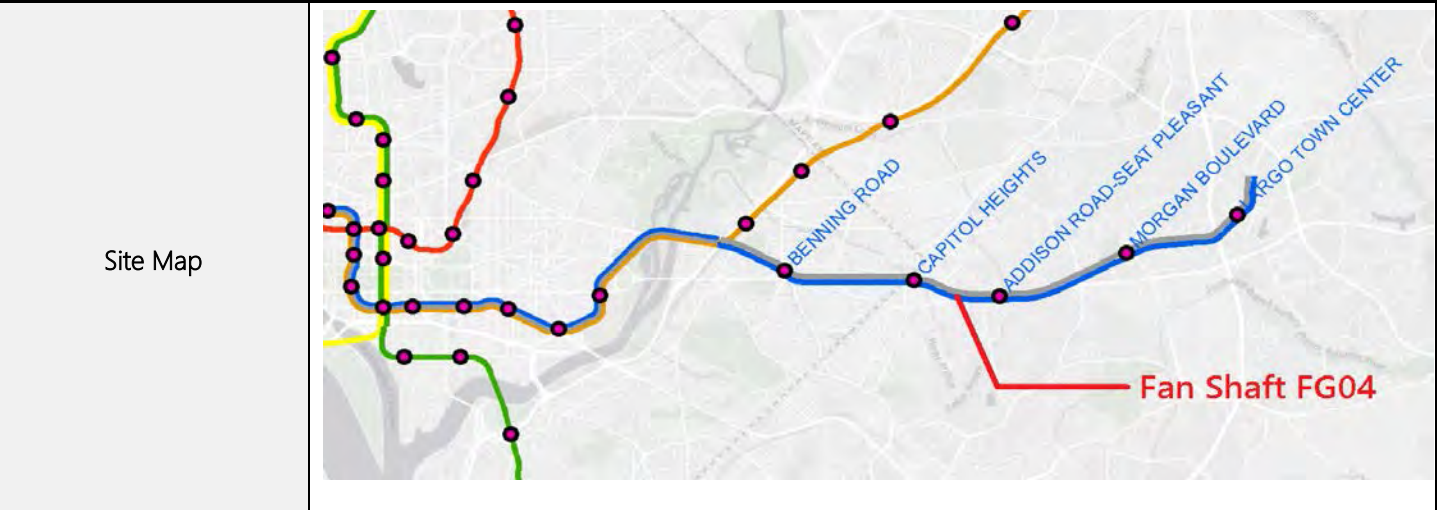 Site Map
BENNING ROAD
CAPITOL HEIGHTS
ADDISON ROAD-SEAT PLEASANT
MORGAN BOULEVARD
LARGO TOWN CENTER
Fan Shaft FG04